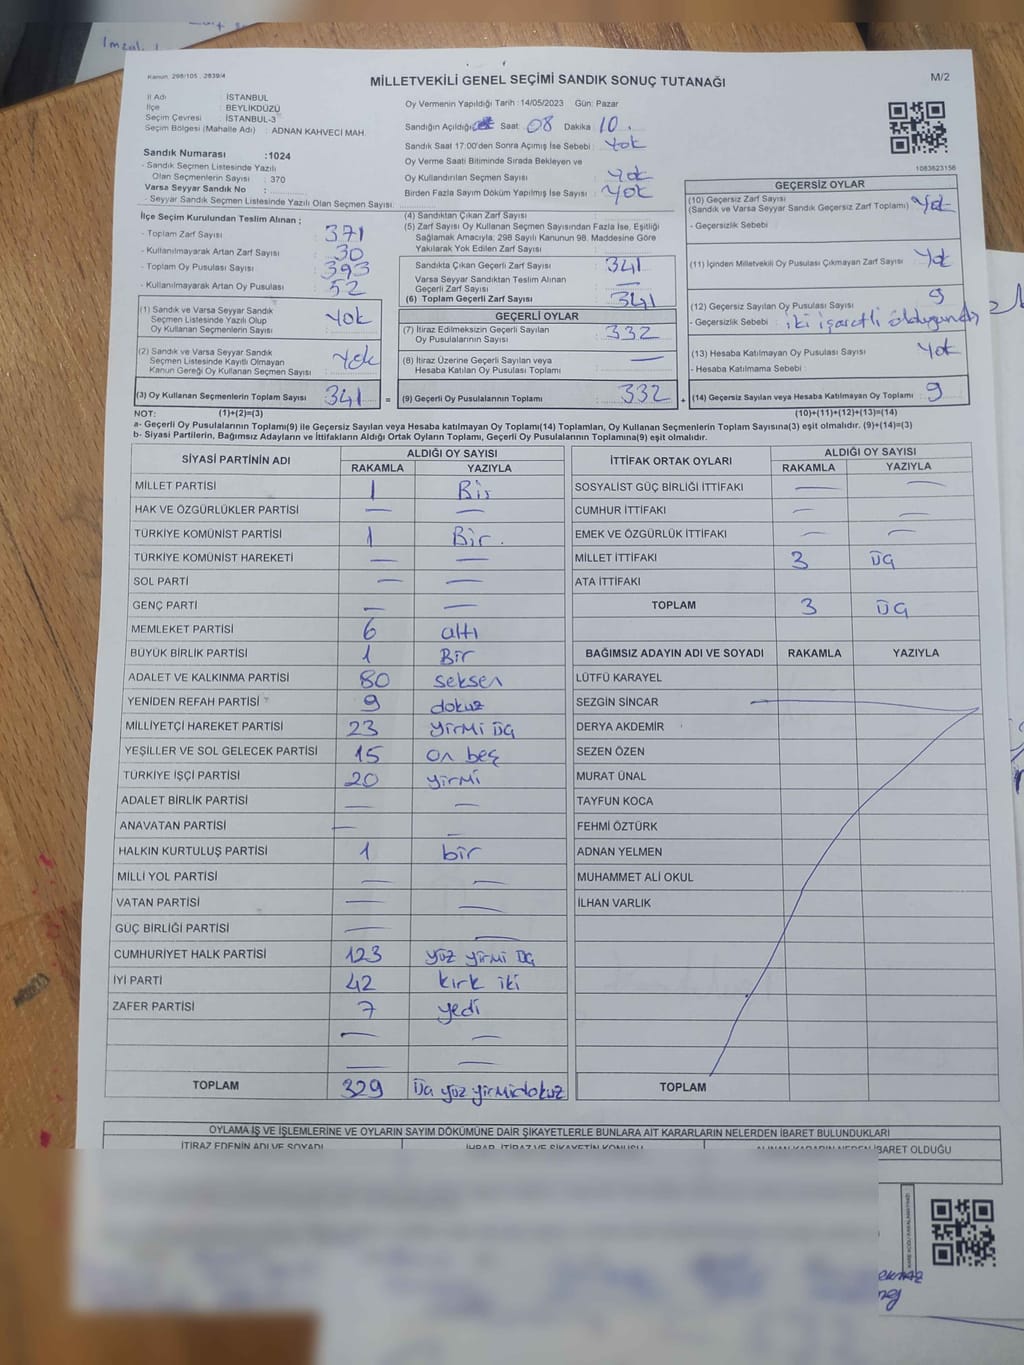 İmza
Kanun: 298/105 , 2839/4
MİLLETVEKİLİ GENEL SEÇİMİ SANDIK SONUÇ TUTANAĞI
M/2
İl Adı : İSTANBUL
İlçe : BEYLİKDÜZÜ
Seçim Çevresi : İSTANBUL-3
Seçim Bölgesi (Mahalle Adı) : ADNAN KAHVECİ MAH.
Oy Vermenin Yapıldığı Tarih :14/05/2023 Gün: Pazar
Sandığın Açıldığı Saat: 08 Dakika 10 .
Sandık Saat 17:00'den Sonra Açımış İse Sebebi : Yok
Oy Verme Saati Bitiminde Sırada Bekleyen ve
Oy Kullandırılan Seçmen Sayısı : Yok
Birden Fazla Sayım Döküm Yapılmış İse Sayısı : Yok
Sandık Numarası :1024
- Sandık Seçmen Listesinde Yazılı
Olan Seçmenlerin Sayısı : 370
Varsa Seyyar Sandık No :
- Seyyar Sandık Seçmen Listesinde Yazılı Olan Seçmen Sayısı:
1083623156
İlçe Seçim Kurulundan Teslim Alınan ;
- Toplam Zarf Sayısı : 371
- Kullanılmayarak Artan Zarf Sayısı : 30
- Toplam Oy Pusulası Sayısı : 393
- Kullanılmayarak Artan Oy Pusulası : 52
(1) Sandık ve Varsa Seyyar Sandık
Seçmen Listesinde Yazılı Olup
Oy Kullanan Seçmenlerin Sayısı : Yok
(2) Sandık ve Varsa Seyyar Sandık
Seçmen Listesinde Kayıtlı Olmayan
Kanun Gereği Oy Kullanan Seçmen Sayısı : Yok
(3) Oy Kullanan Seçmenlerin Toplam Sayısı : 341 =
(4) Sandıktan Çıkan Zarf Sayısı :
(5) Zarf Sayısı Oy Kullanan Seçmen Sayısından Fazla İse, Eşitliği
Sağlamak Amacıyla; 298 Sayılı Kanunun 98. Maddesine Göre
Yakılarak Yok Edilen Zarf Sayısı :
Sandıkta Çıkan Geçerli Zarf Sayısı : 341
Varsa Seyyar Sandıktan Teslim Alınan
Geçerli Zarf Sayısı : —
(6) Toplam Geçerli Zarf Sayısı : 341
GEÇERLİ OYLAR
(7) İtiraz Edilmeksizin Geçerli Sayılan
Oy Pusulalarının Sayısı : 332
(8) İtiraz Üzerine Geçerli Sayılan veya
Hesaba Katılan Oy Pusulası Toplamı : —
(9) Geçerli Oy Pusulalarının Toplamı : 332 +
GEÇERSİZ OYLAR
(10) Geçersiz Zarf Sayısı
(Sandık ve Varsa Seyyar Sandık Geçersiz Zarf Toplamı) : Yok
- Geçersizlik Sebebi :
(11) İçinden Milletvekili Oy Pusulası Çıkmayan Zarf Sayısı : Yok
(12) Geçersiz Sayılan Oy Pusulası Sayısı : 9
- Geçersizlik Sebebi : iki işaretli olduğundan
(13) Hesaba Katılmayan Oy Pusulası Sayısı : Yok
- Hesaba Katılmama Sebebi :
(14) Geçersiz Sayılan veya Hesaba Katılmayan Oy Toplamı : 9
NOT: (1)+(2)=(3)
(10)+(11)+(12)+(13)=(14)
a- Geçerli Oy Pusulalarının Toplamı(9) ile Geçersiz Sayılan veya Hesaba katılmayan Oy Toplamı(14) Toplamları, Oy Kullanan Seçmenlerin Toplam Sayısına(3) eşit olmalıdır. (9)+(14)=(3)
b- Siyasi Partilerin, Bağımsız Adayların ve İttifakların Aldığı Ortak Oyların Toplamı, Geçerli Oy Pusulalarının Toplamına(9) eşit olmalıdır.
SİYASİ PARTİNİN ADI ALDIĞI OY SAYISI
RAKAMLA YAZIYLA
MİLLET PARTİSİ 1 Bir
HAK VE ÖZGÜRLÜKLER PARTİSİ — —
TÜRKİYE KOMÜNİST PARTİSİ 1 Bir.
TÜRKİYE KOMÜNİST HAREKETİ — —
SOL PARTİ — —
GENÇ PARTİ — —
MEMLEKET PARTİSİ 6 altı
BÜYÜK BİRLİK PARTİSİ 1 Bir
ADALET VE KALKINMA PARTİSİ 80 seksen
YENİDEN REFAH PARTİSİ 9 dokuz
MİLLİYETÇİ HAREKET PARTİSİ 23 yirmi üç
YEŞİLLER VE SOL GELECEK PARTİSİ 15 on beş
TÜRKİYE İŞÇİ PARTİSİ 20 yirmi
ADALET BİRLİK PARTİSİ — —
ANAVATAN PARTİSİ — —
HALKIN KURTULUŞ PARTİSİ 1 bir
MİLLİ YOL PARTİSİ — —
VATAN PARTİSİ — —
GÜÇ BİRLİĞİ PARTİSİ — —
CUMHURİYET HALK PARTİSİ 123 yüz yirmi üç
İYİ PARTİ 42 kırk iki
ZAFER PARTİSİ 7 yedi
— —
— —
TOPLAM 329 Üç yüz yirmidokuz
İTTİFAK ORTAK OYLARI ALDIĞI OY SAYISI
RAKAMLA YAZIYLA
SOSYALİST GÜÇ BİRLİĞİ İTTİFAKI — —
CUMHUR İTTİFAKI — —
EMEK VE ÖZGÜRLÜK İTTİFAKI — —
MİLLET İTTİFAKI 3 üç
ATA İTTİFAKI
TOPLAM 3 üç
BAĞIMSIZ ADAYIN ADI VE SOYADI RAKAMLA YAZIYLA
LÜTFÜ KARAYEL
SEZGİN SİNCAR
DERYA AKDEMİR
SEZEN ÖZEN
MURAT ÜNAL
TAYFUN KOCA
FEHMİ ÖZTÜRK
ADNAN YELMEN
MUHAMMET ALİ OKUL
İLHAN VARLIK
TOPLAM
OYLAMA İŞ VE İŞLEMLERİNE VE OYLARIN SAYIM DÖKÜMÜNE DAİR ŞİKAYETLERLE BUNLARA AİT KARARLARIN NELERDEN İBARET BULUNDUKLARI
İTİRAZ EDENİN ADI VE SOYADI İHBAR, İTİRAZ VE ŞİKAYETİN KONUSU ALINAN KARARIN NEDEN İBARET OLDUĞU